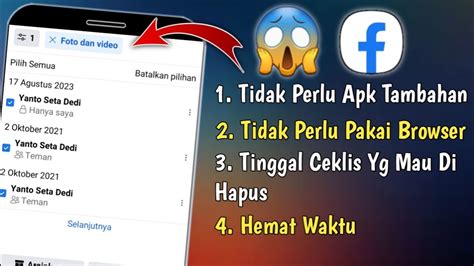 1
× Foto dan video
Pilih Semua
Batalkan pilihan
17 Agustus 2023
Yanto Seta Dedi
Hanya saya
2 Oktober 2021
Yanto Seta Dedi
Teman
2 Oktober 2021
Yanto Seta Dedi
Teman
Selanjutnya
1. Tidak Perlu Apk Tambahan
2. Tidak Perlu Pakai Browser
3. Tinggal Ceklis Yg Mau Di
Hapus
4. Hemat Waktu